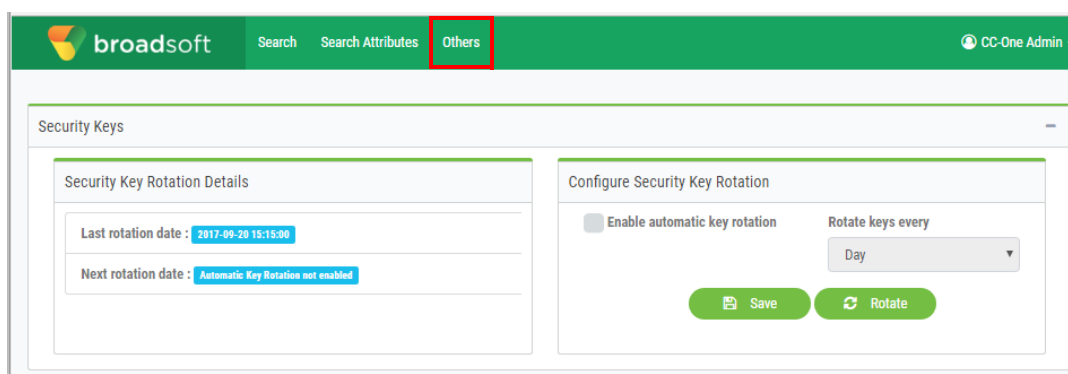 broadsoft Search Search Attributes Others CC-One Admin
Security Keys
Security Key Rotation Details
Last rotation date : 2017-09-20 15:15:00
Next rotation date : Automatic Key Rotation not enabled
Configure Security Key Rotation
Enable automatic key rotation
Rotate keys every
Day
Save
Rotate